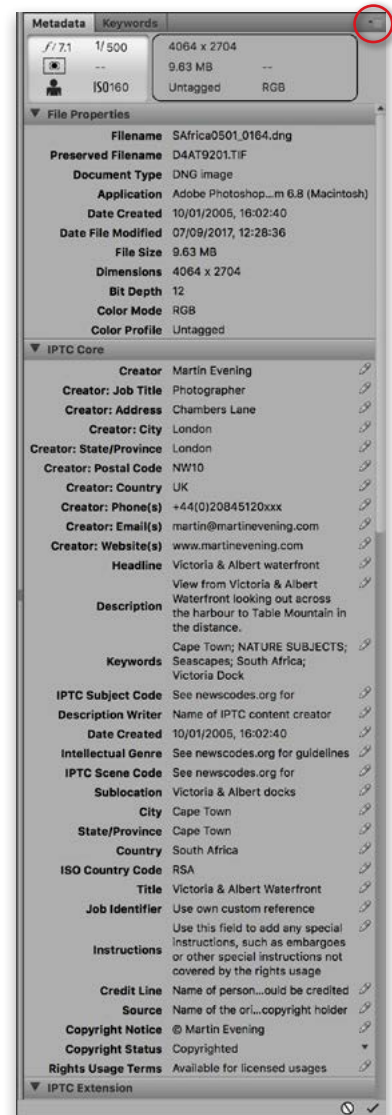 Metadata Keywords
f/7.1 1/500
--
ISO160
4064 x 2704
9.63 MB --
Untagged RGB
File Properties
Filename SAfrica0501_0164.dng
Preserved Filename D4AT9201.TIF
Document Type DNG image
Application Adobe Photoshop...m 6.8 (Macintosh)
Date Created 10/01/2005, 16:02:40
Date File Modified 07/09/2017, 12:28:36
File Size 9.63 MB
Dimensions 4064 x 2704
Bit Depth 12
Color Mode RGB
Color Profile Untagged
IPTC Core
Creator Martin Evening
Creator: Job Title Photographer
Creator: Address Chambers Lane
Creator: City London
Creator: State/Province London
Creator: Postal Code NW10
Creator: Country UK
Creator: Phone(s) +44(0)20845120xxx
Creator: Email(s) martin@martinevening.com
Creator: Website(s) www.martinevening.com
Headline Victoria & Albert waterfront
Description View from Victoria & Albert
Waterfront looking out across
the harbour to Table Mountain in
the distance.
Keywords Cape Town; NATURE SUBJECTS;
Seascapes; South Africa;
Victoria Dock
IPTC Subject Code See newscodes.org for
Description Writer Name of IPTC content creator
Date Created 10/01/2005, 16:02:40
Intellectual Genre See newscodes.org for guidelines
IPTC Scene Code See newscodes.org for
Sublocation Victoria & Albert docks
City Cape Town
State/Province Cape Town
Country South Africa
ISO Country Code RSA
Title Victoria & Albert Waterfront
Job Identifier Use own custom reference
Instructions Use this field to add any special
instructions, such as embargoes
or other special instructions not
covered by the rights usage
Credit Line Name of person...ould be credited
Source Name of the ori...copyright holder
Copyright Notice © Martin Evening
Copyright Status Copyrighted
Rights Usage Terms Available for licensed usages
IPTC Extension